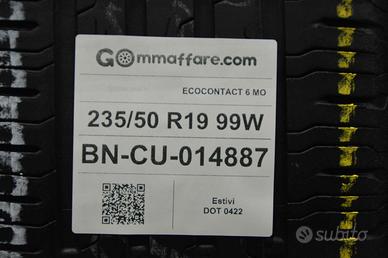 GOmmaffare.com
ECOCONTACT 6 MO
235/50 R19 99W
BN-CU-014887
Estivi
DOT 0422
subito